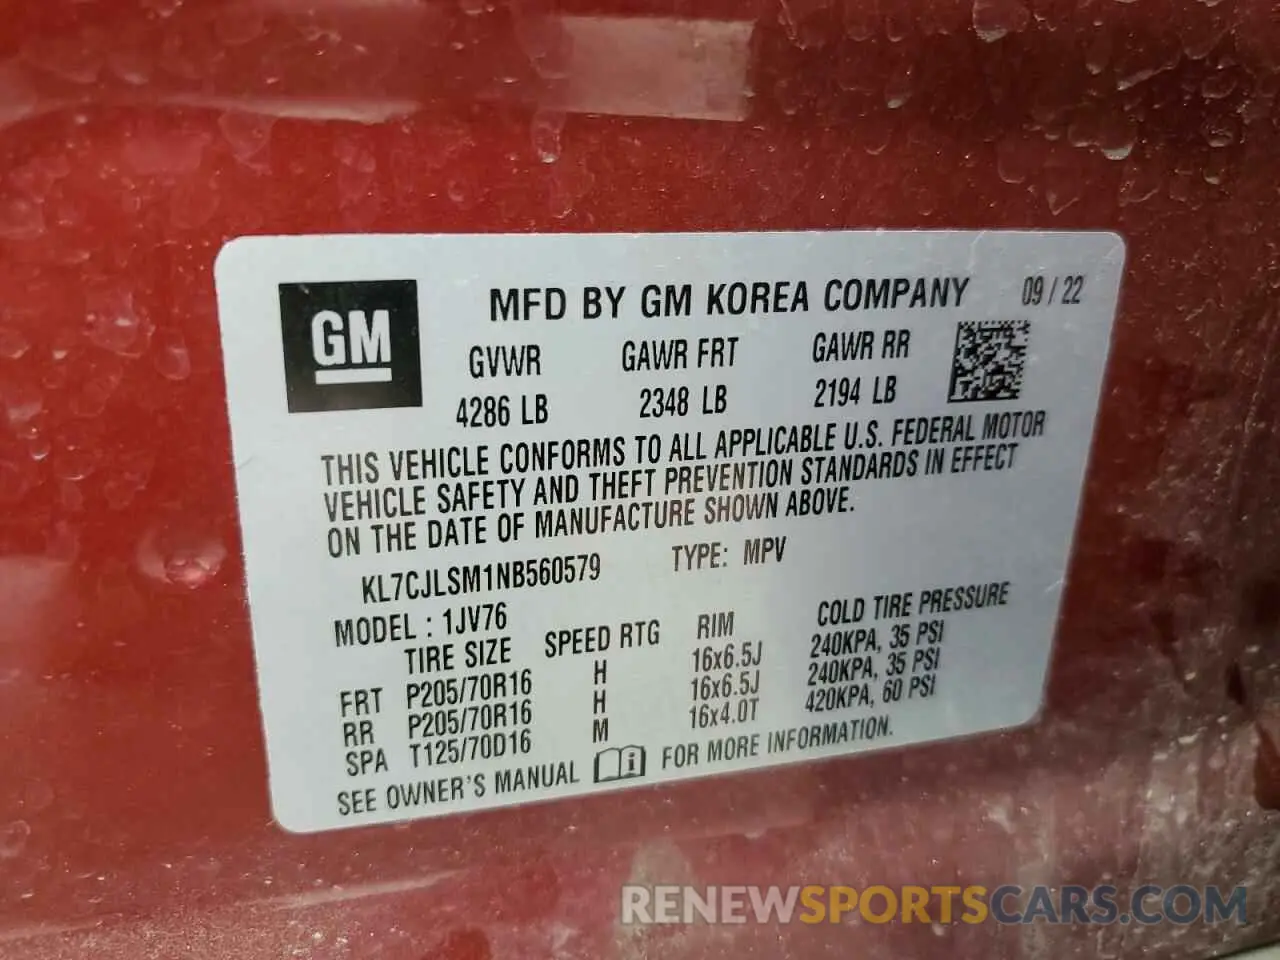 GM
MFD BY GM KOREA COMPANY 09/22
GVWR GAWR FRT GAWR RR
4286 LB 2348 LB 2194 LB
THIS VEHICLE CONFORMS TO ALL APPLICABLE U.S. FEDERAL MOTOR
VEHICLE SAFETY AND THEFT PREVENTION STANDARDS IN EFFECT
ON THE DATE OF MANUFACTURE SHOWN ABOVE.
KL7CJLSM1NB560579 TYPE: MPV
MODEL : 1JV76
TIRE SIZE SPEED RTG RIM COLD TIRE PRESSURE
FRT P205/70R16 H 16x6.5J 240KPA, 35 PSI
RR P205/70R16 H 16x6.5J 240KPA, 35 PSI
SPA T125/70D16 M 16x4.0T 420KPA, 60 PSI
SEE OWNER'S MANUAL i FOR MORE INFORMATION.
RENEWSPORTSCARS.COM